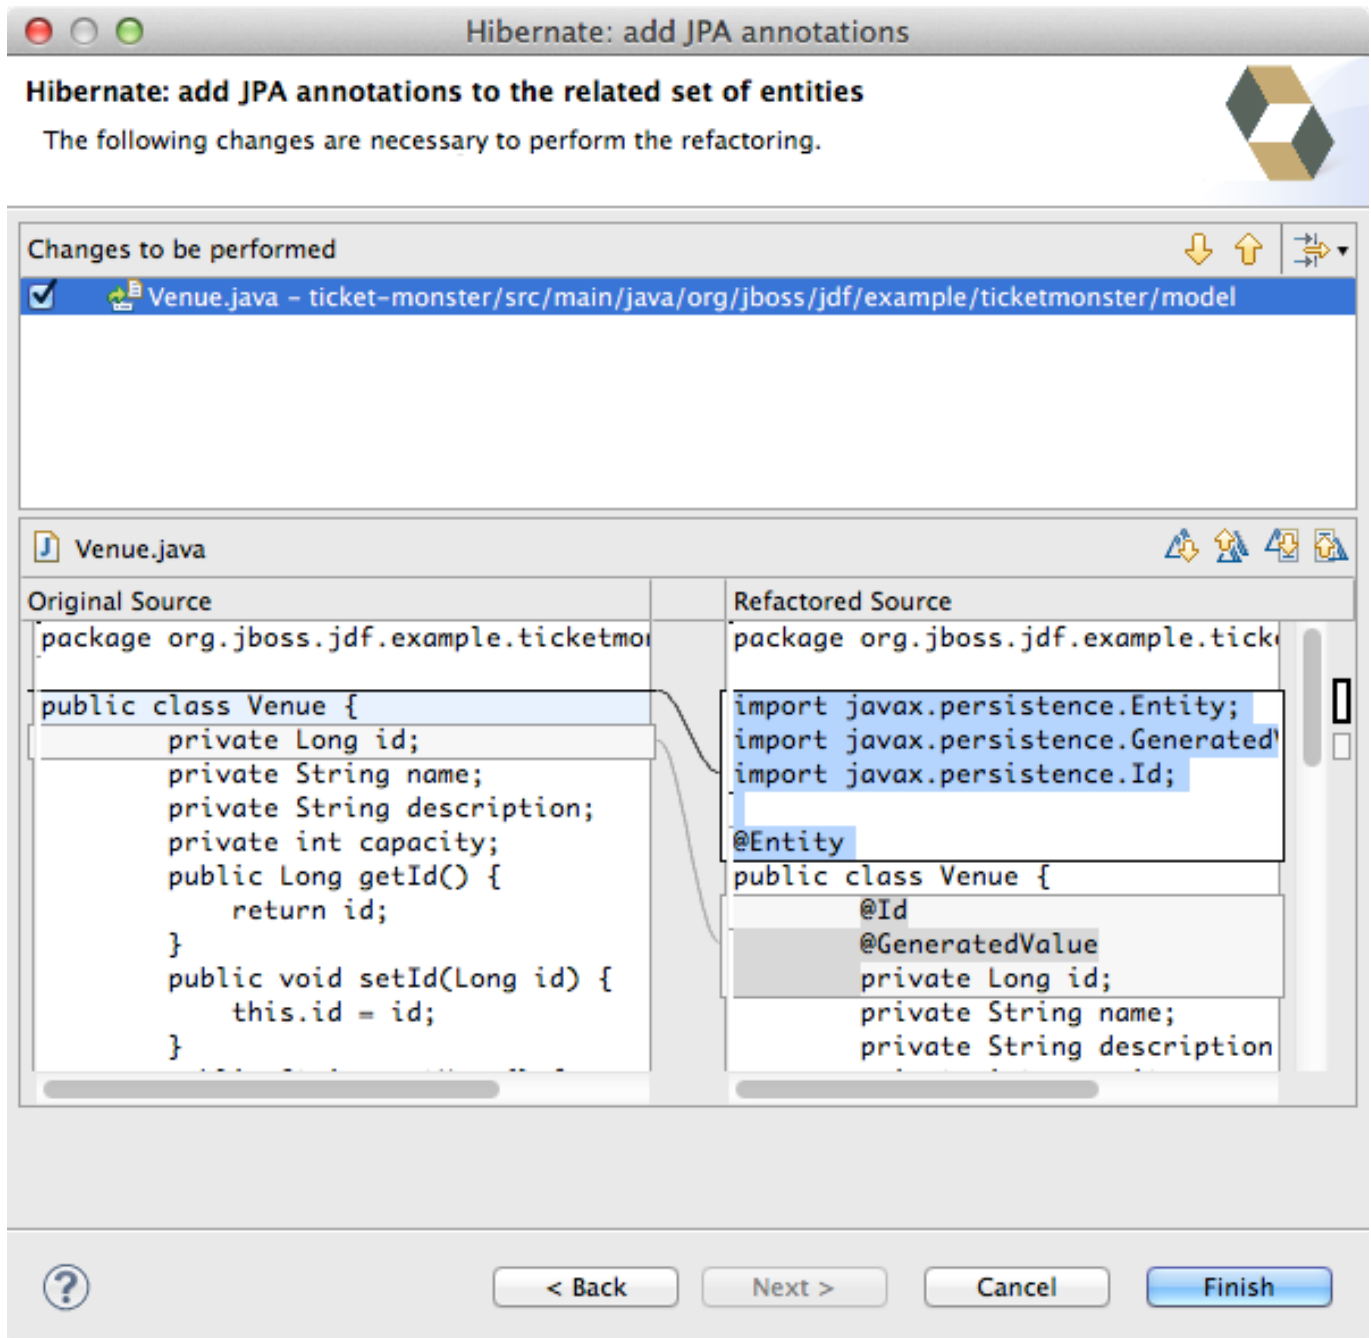 Hibernate: add JPA annotations
Hibernate: add JPA annotations to the related set of entities
The following changes are necessary to perform the refactoring.
Changes to be performed
Venue.java - ticket-monster/src/main/java/org/jboss/jdf/example/ticketmonster/model
Venue.java
Original Source
package org.jboss.jdf.example.ticketmo
public class Venue {
private Long id;
private String name;
private String description;
private int capacity;
public Long getId() {
return id;
}
public void setId(Long id) {
this.id = id;
}
Refactored Source
package org.jboss.jdf.example.tick
import javax.persistence.Entity;
import javax.persistence.Generated
import javax.persistence.Id;
@Entity
public class Venue {
@Id
@GeneratedValue
private Long id;
private String name;
private String description
?
< Back
Next >
Cancel
Finish